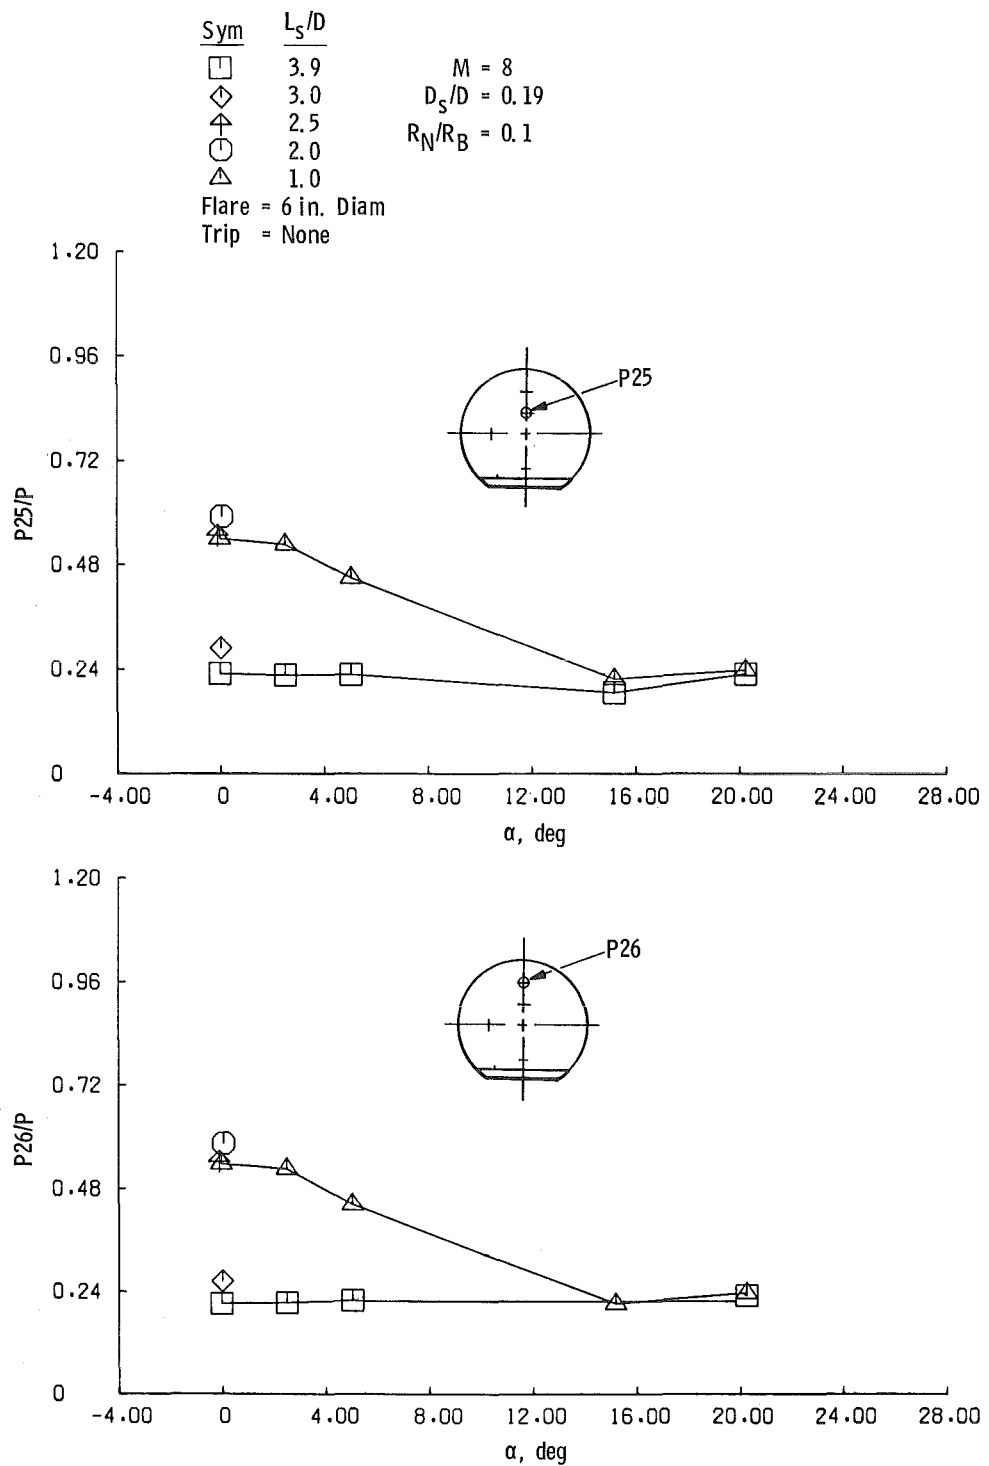 Sym Ls/D
3.9
3.0
2.5
2.0
1.0
M = 8
Ds/D = 0.19
RN/RB = 0.1
Flare = 6 in. Diam
Trip = None
1.20
0.96
0.72
0.48
0.24
0
P25/P
P25
-4.00 0 4.00 8.00 12.00 16.00 20.00 24.00 28.00
α, deg
1.20
0.96
0.72
0.48
0.24
0
P26/P
P26
-4.00 0 4.00 8.00 12.00 16.00 20.00 24.00 28.00
α, deg